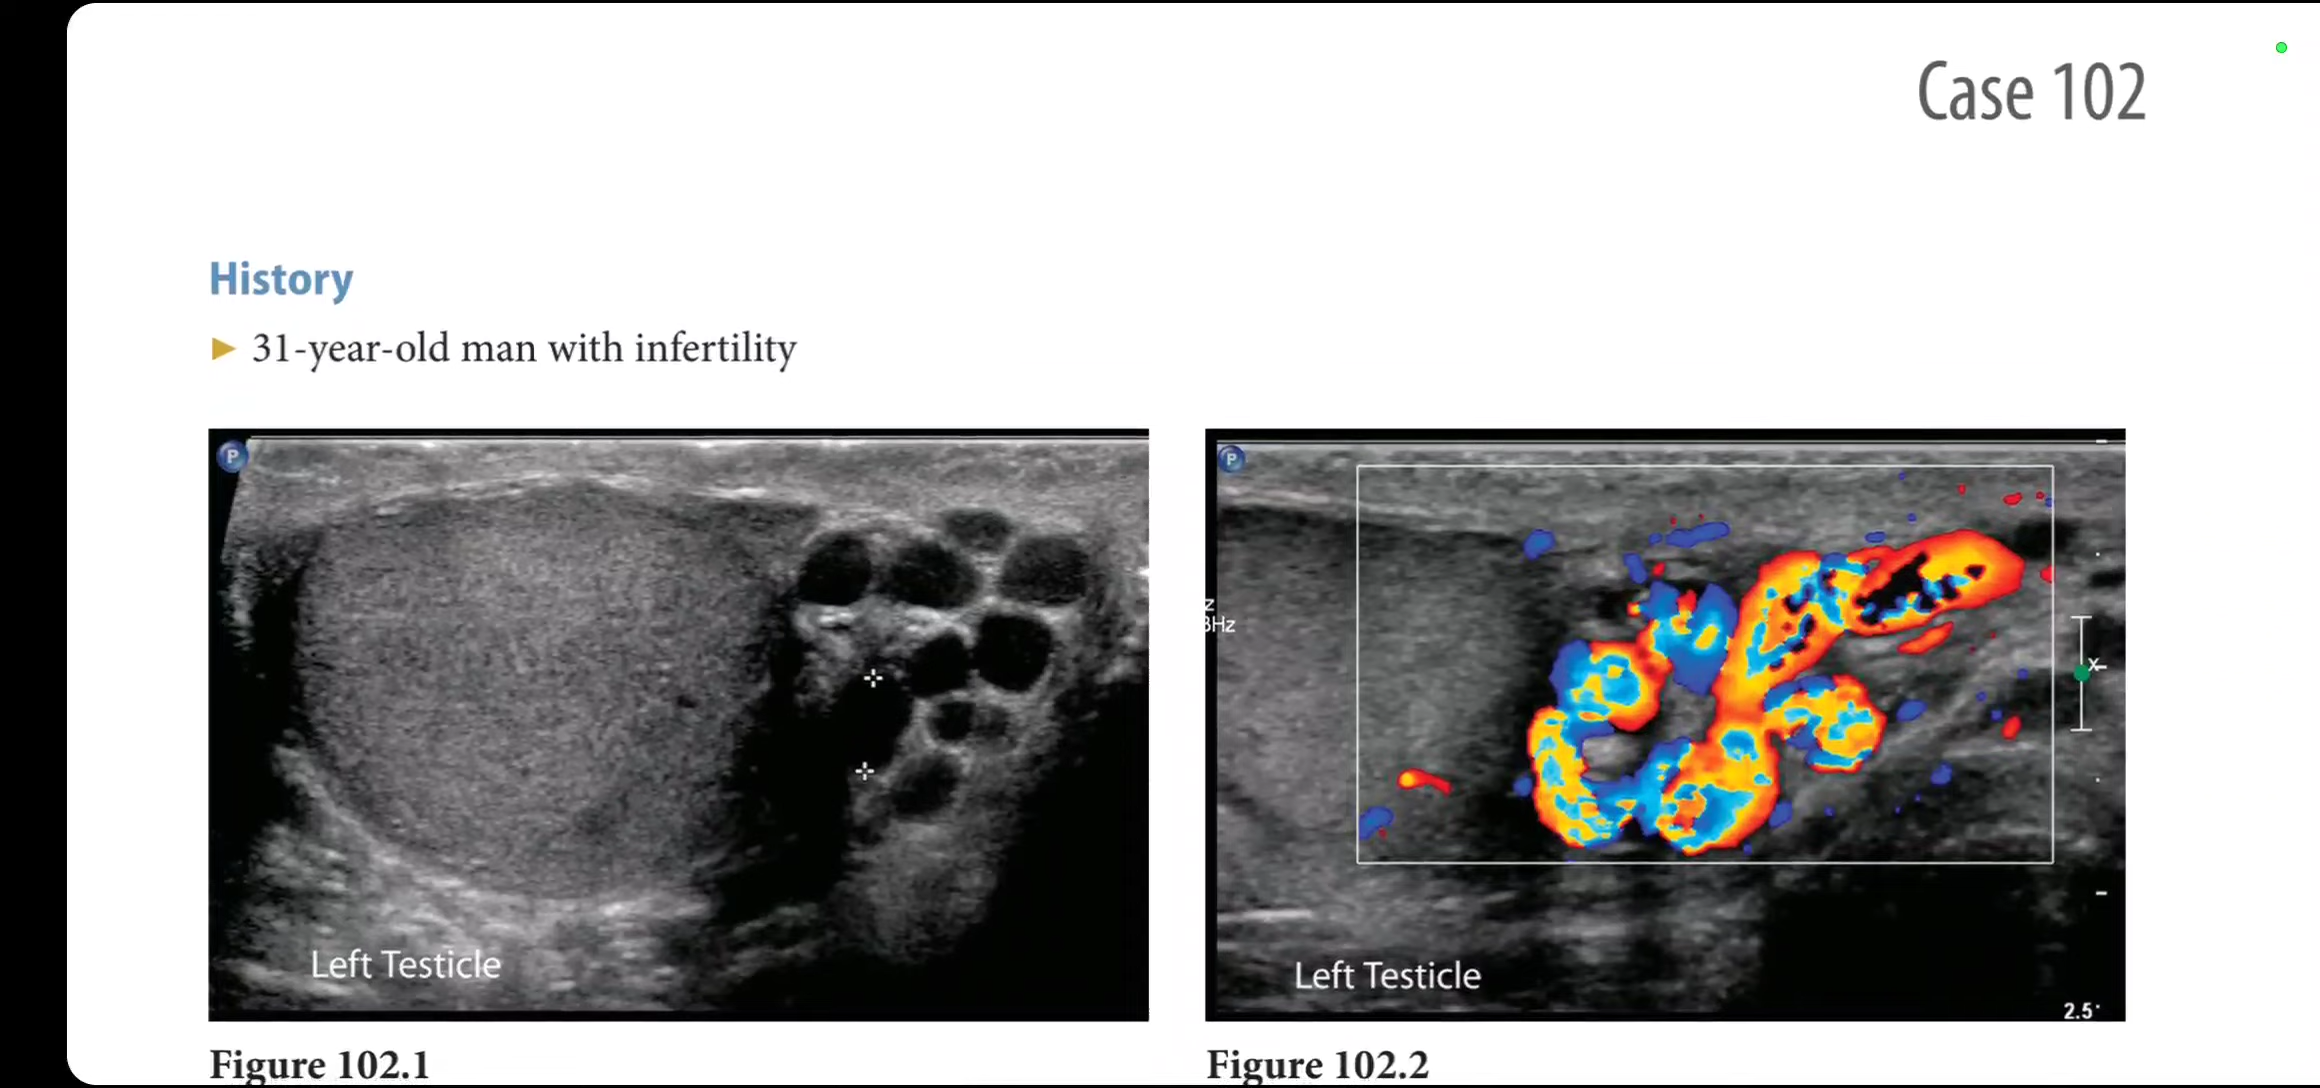 Case 102
History
► 31-year-old man with infertility
P
Left Testicle
P
z
3Hz
x
Left Testicle
2.5
Figure 102.1
Figure 102.2